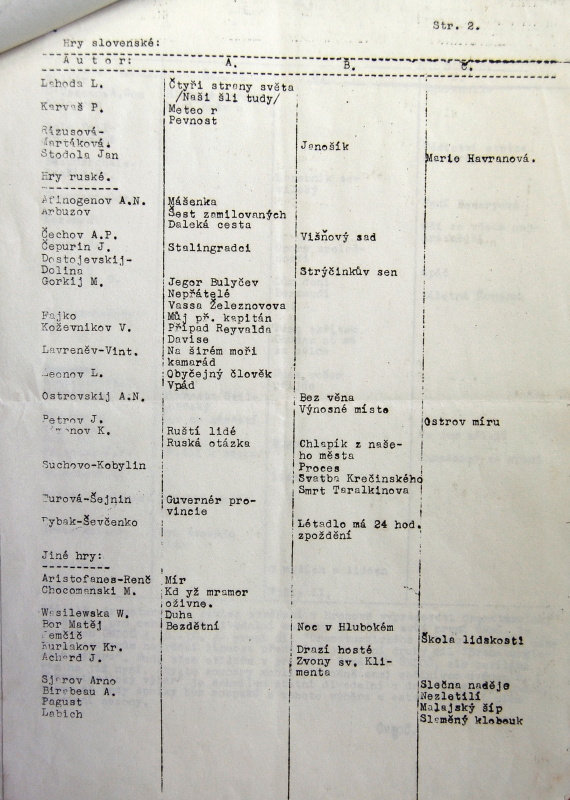 Str. 2.
Hry slovenské:
Autor: A. B. C.
Lahoda L. Čtyři strany světa
/Naši šli tudy/
Karvaš P. Meteo r
Pevnost
Rizusová-
Martáková. Janošík
Stodola Jan Marie Havranová.
Hry ruské.
Afinogenov A.N. Mášenka
Arbuzov Šest zamilovaných
Daleká cesta
Čechov A.P. Višňový sad
Čepurin J. Stalingradci
Dostojevskij-
Dolina Strýčinkův sen
Gorkij M. Jegor Bulyčev
Nepřátelé
Vassa Železnovova
Fajko Můj př. kapitán
Koževnikov V. Případ Reyvalda
Davise
Lavreněv-Vint. Na širém moři
kamarád
Leonov L. Obyčejný člověk
Vpád
Ostrovskij A.N. Bez věna
Výnosné místo
Petrov J. Ostrov míru
K. Ruští lidé
Ruská otázka Chlapík z naše-
ho města
Proces
Suchovo-Kobylin Svatba Krečinského
Smrt Taralkinova
Turová-Šejnin Guvernér pro-
vincie
Rybak-Ševčenko Létadlo má 24 hod.
zpoždění
Jiné hry:
Aristofanes-Renč Mír
Chocomanski M. Kd yž mramor
oživne.
Wasilewska W. Duha
Bor Matěj Bezdětní Noc v Hlubokém
Němčič Škola lidskosti
Burlakov Kr. Drazí hosté
Achard J. Zvony sv. Kli-
menta
Sjerov Arno Slečna naděje
Birabeau A. Nezletilí
Pagust Malajský šíp
Labich Slaměný klobouk